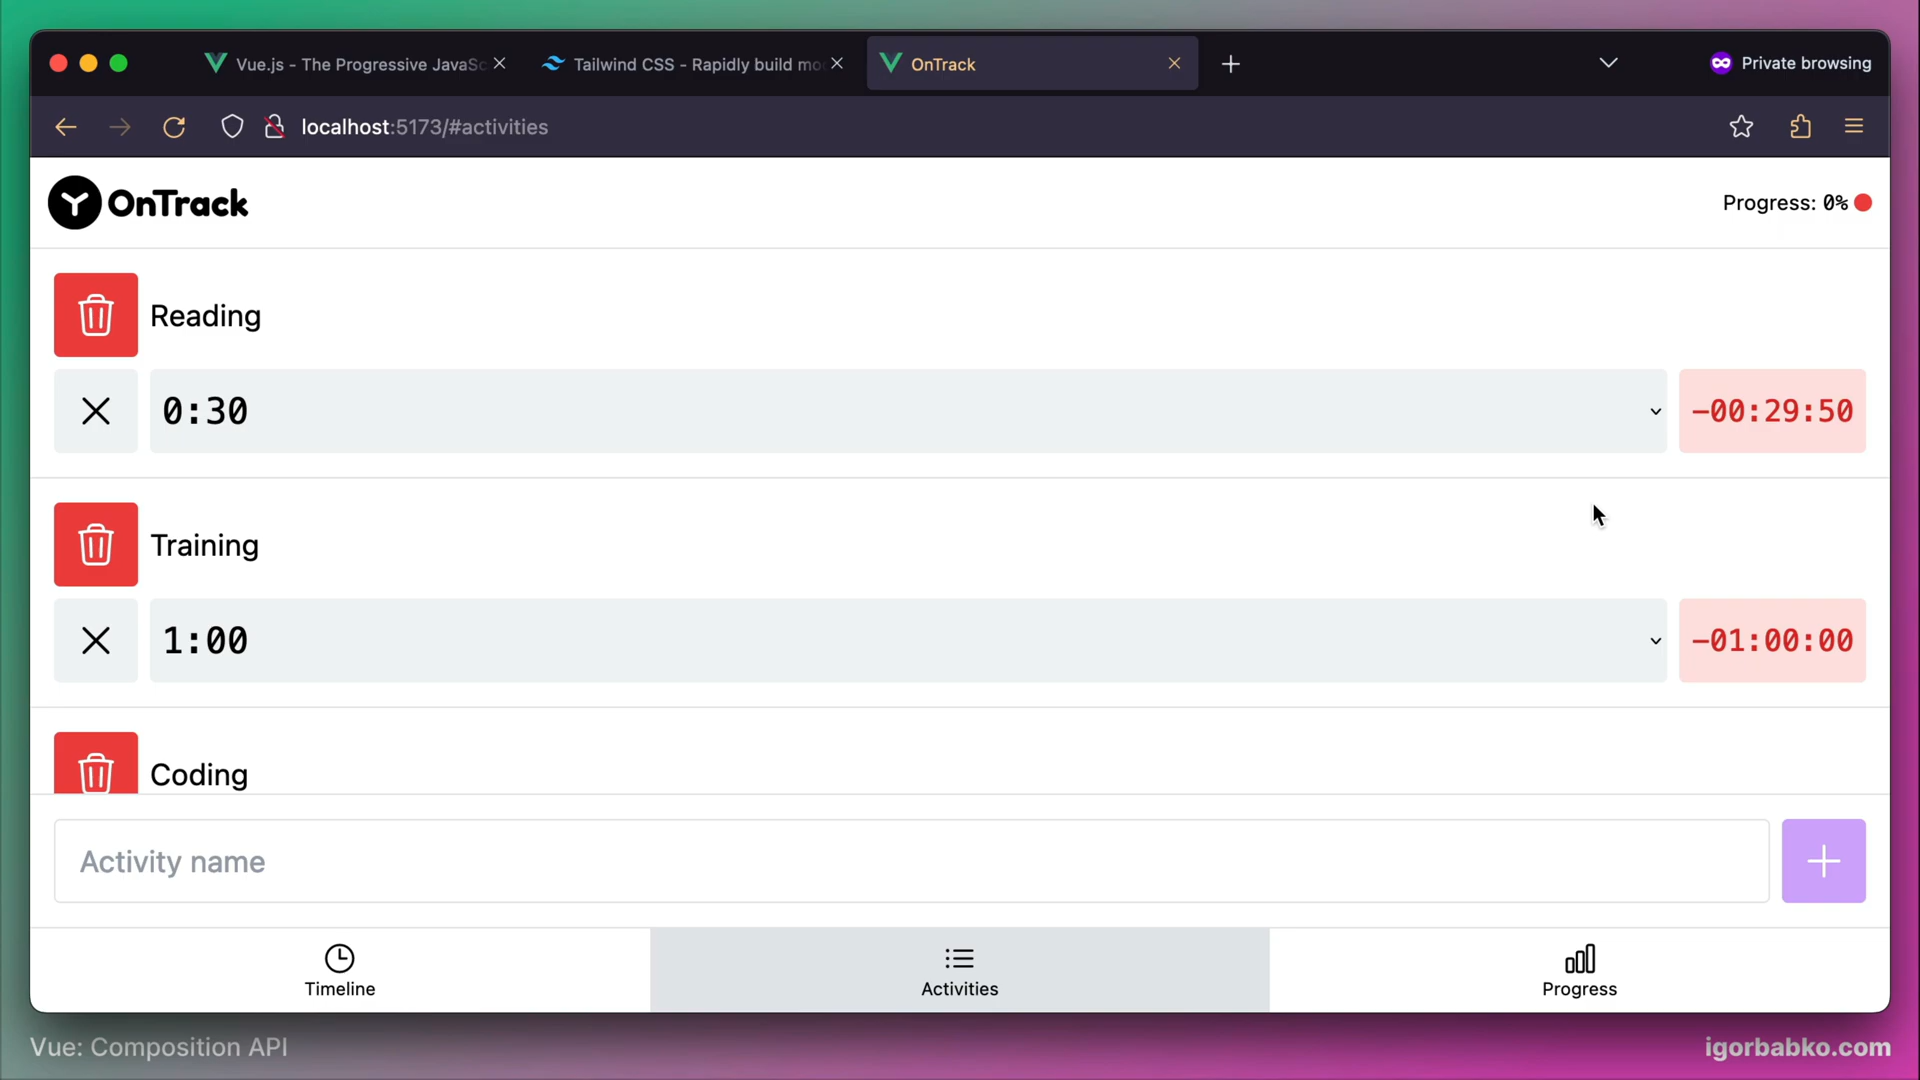 Vue.js - The Progressive JavaSc
Tailwind CSS - Rapidly build mo
OnTrack
Private browsing
localhost:5173/#activities
OnTrack
Progress: 0%
Reading
0:30
-00:29:50
Training
1:00
-01:00:00
Coding
Activity name
Timeline
Activities
Progress
Vue: Composition API
igorbabko.com